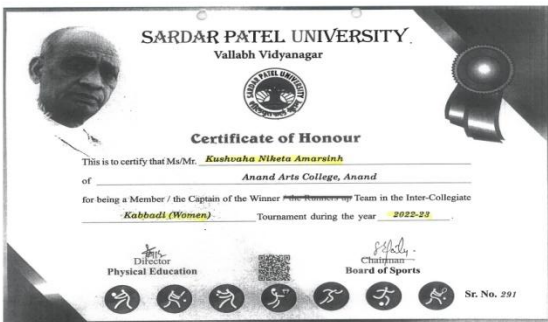 SARDAR PATEL UNIVERSITY
Vallabh Vidyanagar
SARDAR PATEL UNIVERSITY
Certificate of Honour
This is to certify that Ms/Mr. Kushvaha Niketa Amarsinh
of Anand Arts College, Anand
for being a Member / the Captain of the Winner / the Runners up Team in the Inter-Collegiate
Kabbadi (Women) Tournament during the year 2022-23.
Director
Physical Education
Chairman
Board of Sports
Sr. No. 291